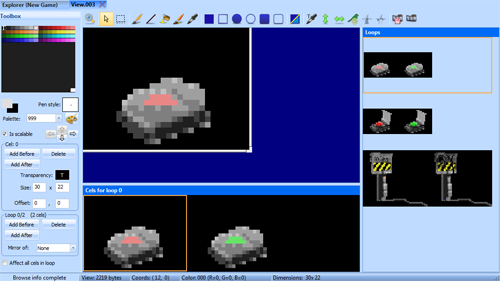 Explorer (New Game)
View.003
Toolbox
Pen style:
Palette: 999
Is scalable
Cel: 0
Add Before
Delete
Add After
Transparency: T
Size: 30 x 22
Offset: 0 , 0
Loop 0/2 (2 cels)
Add Before
Delete
Add After
Mirror of: None
Affect all cels in loop
Browse info complete
Cels for loop 0
Loops
View: 2219 bytes
Coords: (12, 0)
Color: 000 (R=0, G=0, B=0)
Dimensions: 30x 22